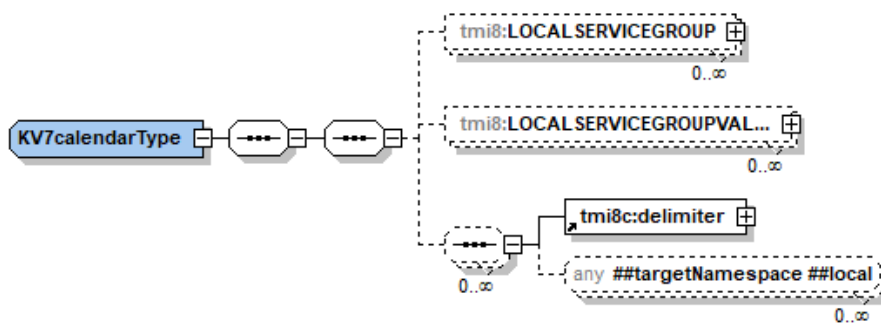 tmi8:LOCALSERVICEGROUP
0..∞
KV7calendarType
tmi8:LOCALSERVICEGROUPVAL...
0..∞
tmi8c:delimiter
any ##targetNamespace ##local
0..∞
0..∞